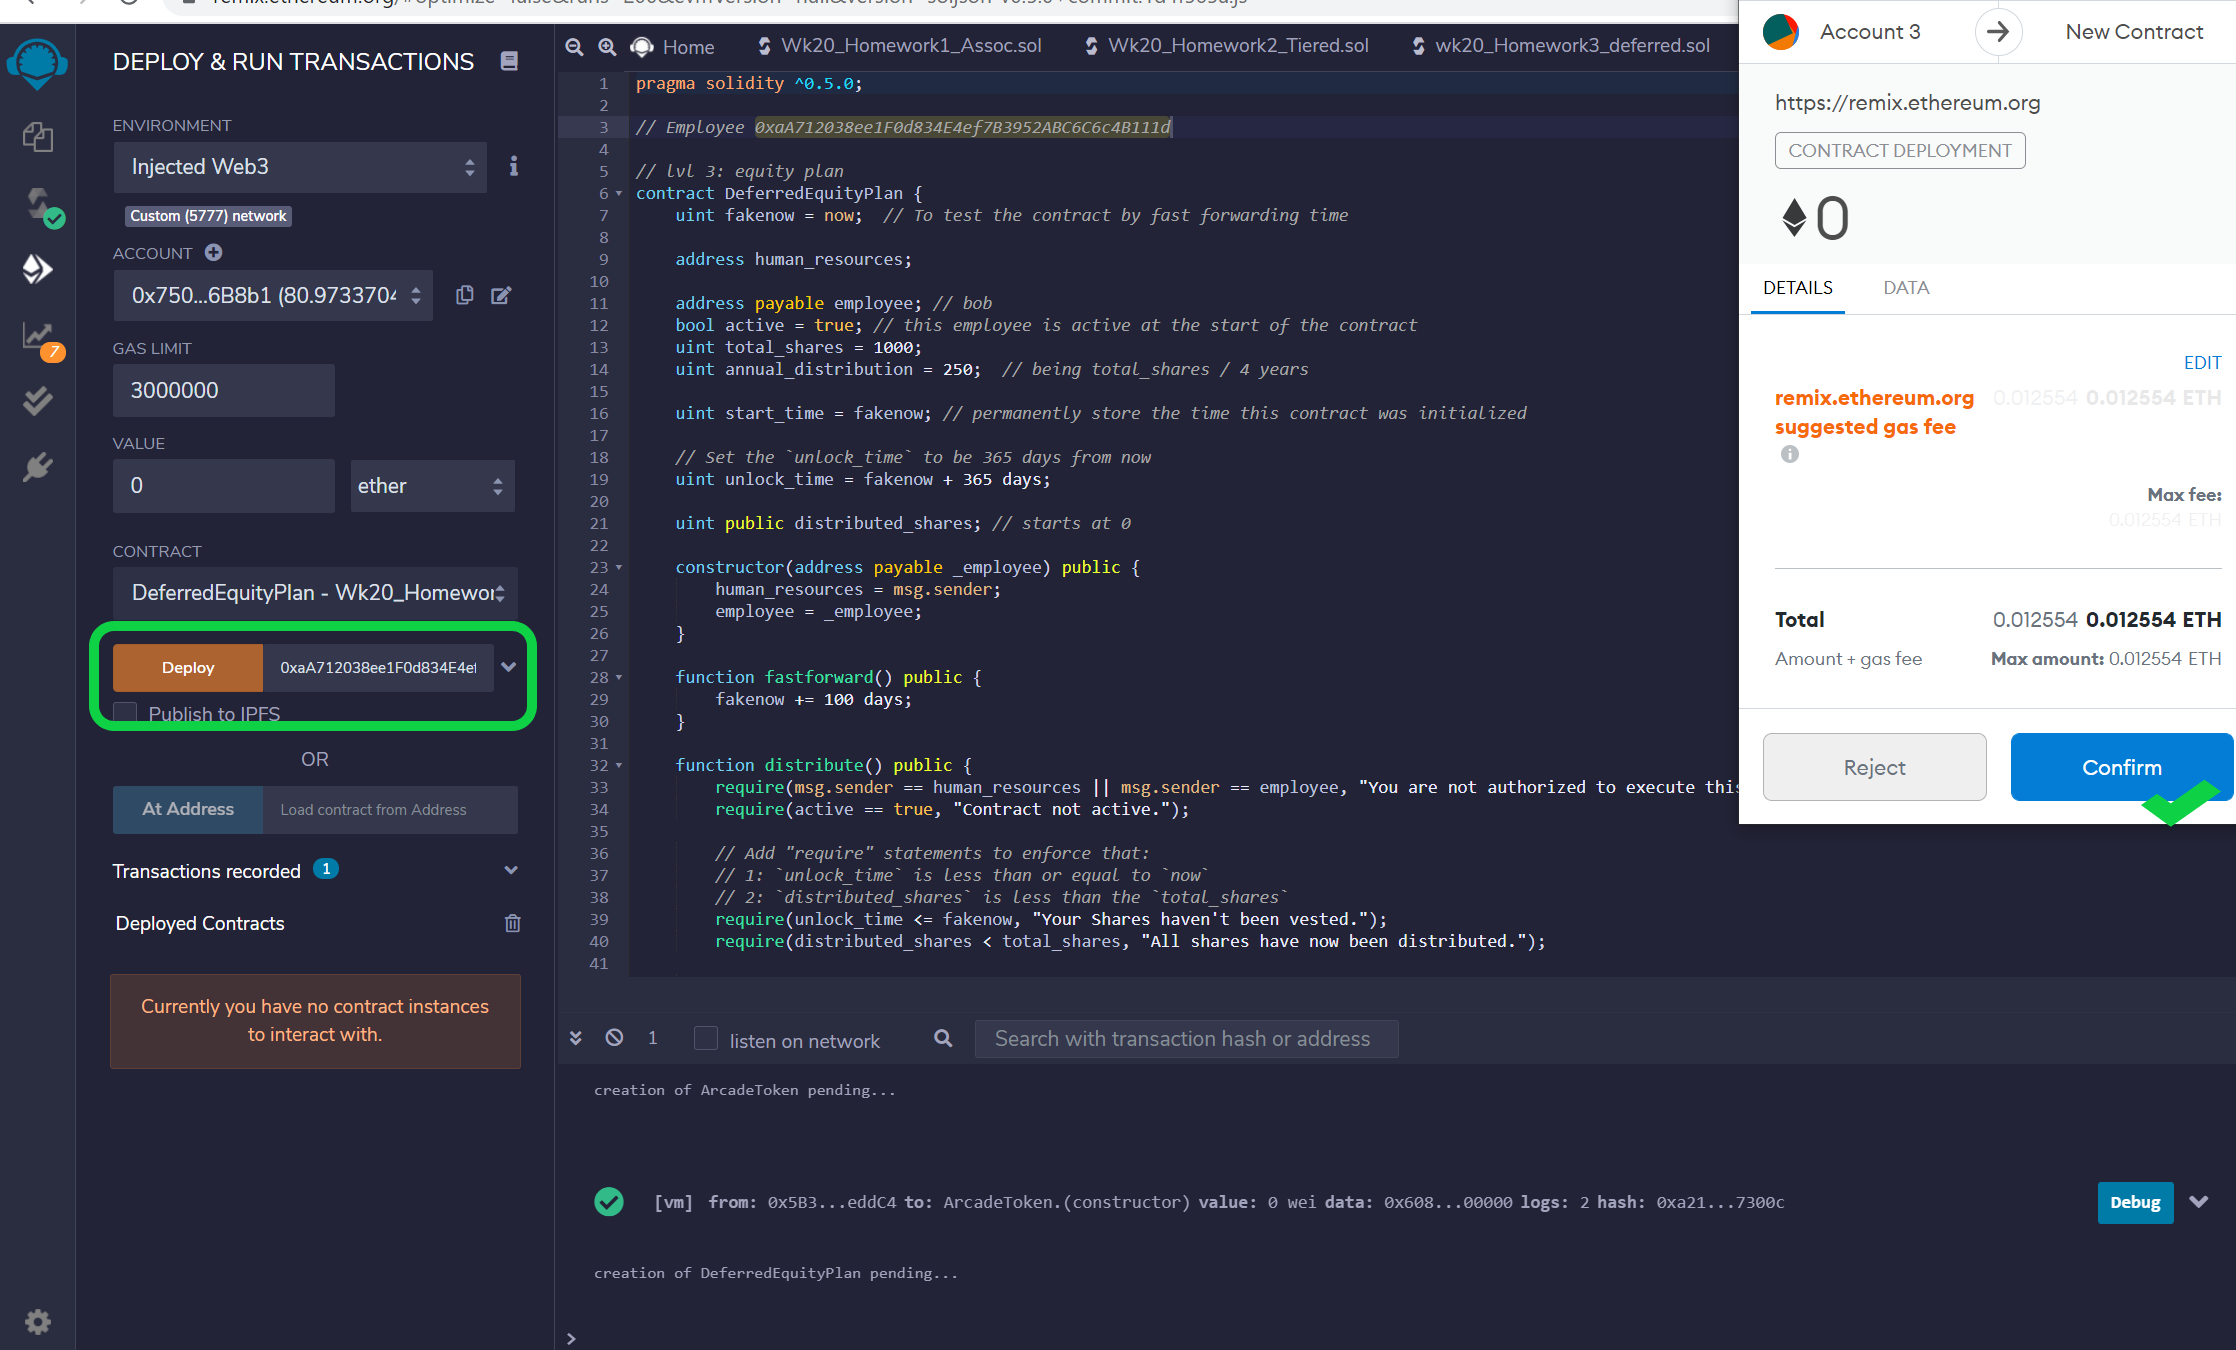 DEPLOY & RUN TRANSACTIONS
ENVIRONMENT
Injected Web3
Custom (5777) network
ACCOUNT
0x750...6B8b1 (80.9733704
GAS LIMIT
3000000
VALUE
0
ether
CONTRACT
DeferredEquityPlan - Wk20_Homewor
Deploy
0xaA712038ee1F0d834E4ef
Publish to IPFS
OR
At Address
Load contract from Address
Transactions recorded 1
Deployed Contracts
Currently you have no contract instances
to interact with.
7
Home
Wk20_Homework1_Assoc.sol
Wk20_Homework2_Tiered.sol
wk20_Homework3_deferred.sol
1 pragma solidity ^0.5.0;
2
3 // Employee 0xaA712038ee1F0d834E4ef7B3952ABC6C6c4B111d
4
5 // lvl 3: equity plan
6 contract DeferredEquityPlan {
7 uint fakenow = now; // To test the contract by fast forwarding time
8
9 address human_resources;
10
11 address payable employee; // bob
12 bool active = true; // this employee is active at the start of the contract
13 uint total_shares = 1000;
14 uint annual_distribution = 250; // being total_shares / 4 years
15
16 uint start_time = fakenow; // permanently store the time this contract was initialized
17
18 // Set the `unlock_time` to be 365 days from now
19 uint unlock_time = fakenow + 365 days;
20
21 uint public distributed_shares; // starts at 0
22
23 constructor(address payable _employee) public {
24 human_resources = msg.sender;
25 employee = _employee;
26 }
27
28 function fastforward() public {
29 fakenow += 100 days;
30 }
31
32 function distribute() public {
33 require(msg.sender == human_resources || msg.sender == employee, "You are not authorized to execute this
34 require(active == true, "Contract not active.");
35
36 // Add "require" statements to enforce that:
37 // 1: `unlock_time` is less than or equal to `now`
38 // 2: `distributed_shares` is less than the `total_shares`
39 require(unlock_time <= fakenow, "Your Shares haven't been vested.");
40 require(distributed_shares < total_shares, "All shares have now been distributed.");
41
1
listen on network
Search with transaction hash or address
creation of ArcadeToken pending...
[vm] from: 0x5B3...eddC4 to: ArcadeToken.(constructor) value: 0 wei data: 0x608...00000 logs: 2 hash: 0xa21...7300c
Debug
creation of DeferredEquityPlan pending...
>
Account 3
New Contract
https://remix.ethereum.org
CONTRACT DEPLOYMENT
0
DETAILS
DATA
EDIT
remix.ethereum.org 0.012554 0.012554 ETH
suggested gas fee
Max fee:
0.012554 ETH
Total 0.012554 0.012554 ETH
Amount + gas fee Max amount: 0.012554 ETH
Reject
Confirm